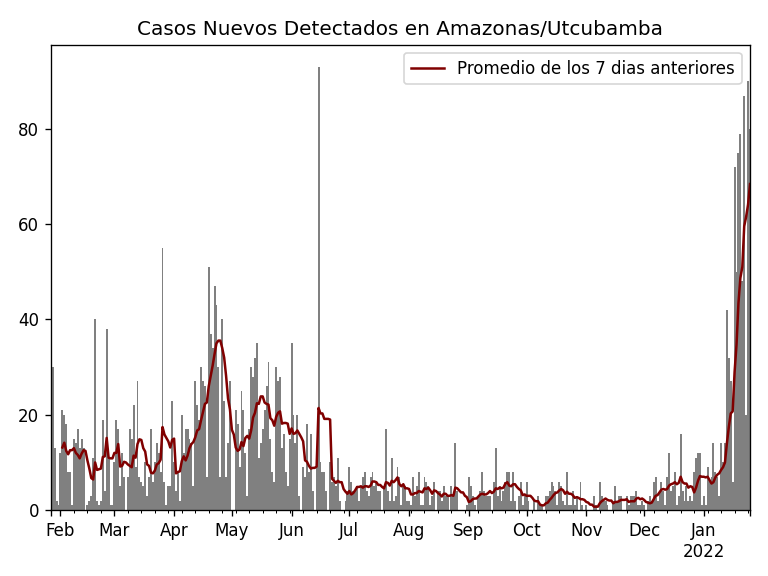 Casos Nuevos Detectados en Amazonas/Utcubamba
Promedio de los 7 dias anteriores
80
60
40
20
0
Feb Mar Apr May Jun Jul Aug Sep Oct Nov Dec Jan
2022